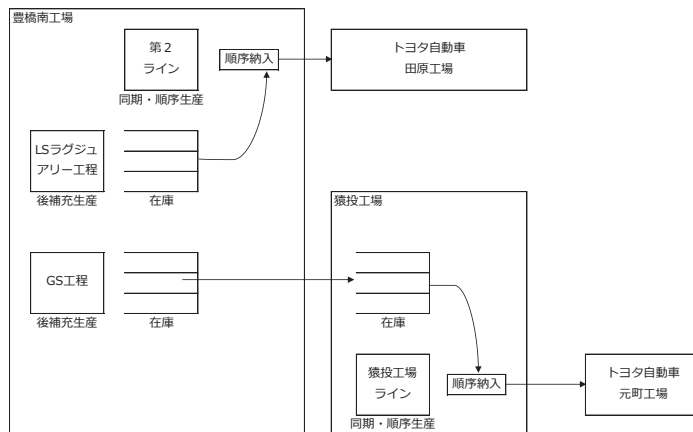 豊橋南工場
第２
ライン
同期・順序生産
順序納入
トヨタ自動車
田原工場
LSラグジュ
アリー工程
後補充生産
在庫
猿投工場
GS工程
後補充生産
在庫
在庫
猿投工場
ライン
同期・順序生産
順序納入
トヨタ自動車
元町工場